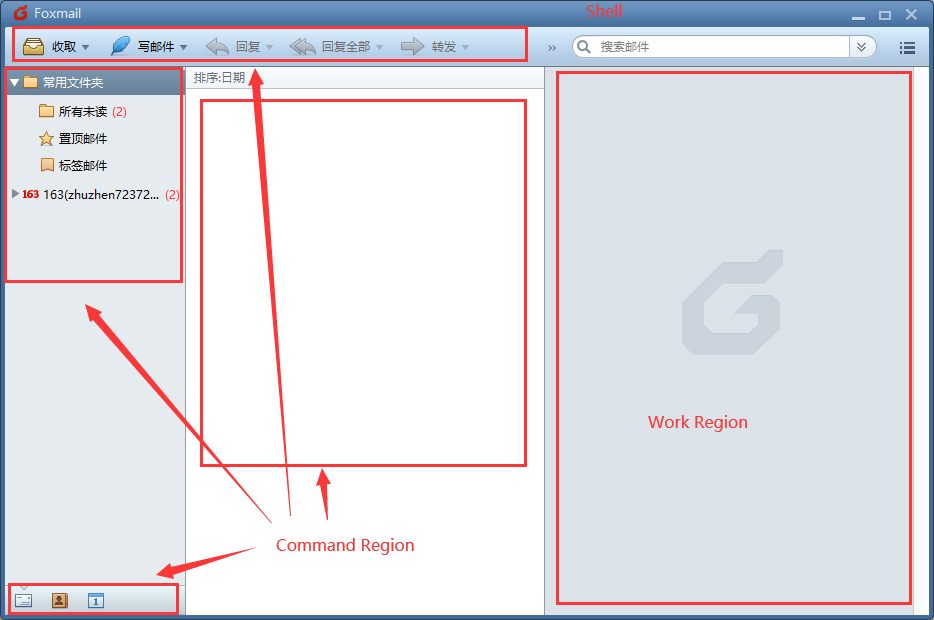 Foxmail
Shell
收取 写邮件 回复 回复全部 转发 » 搜索邮件
常用文件夹
排序:日期
所有未读 (2)
置顶邮件
标签邮件
163 163(zhuzhen72372... (2)
Work Region
Command Region
1